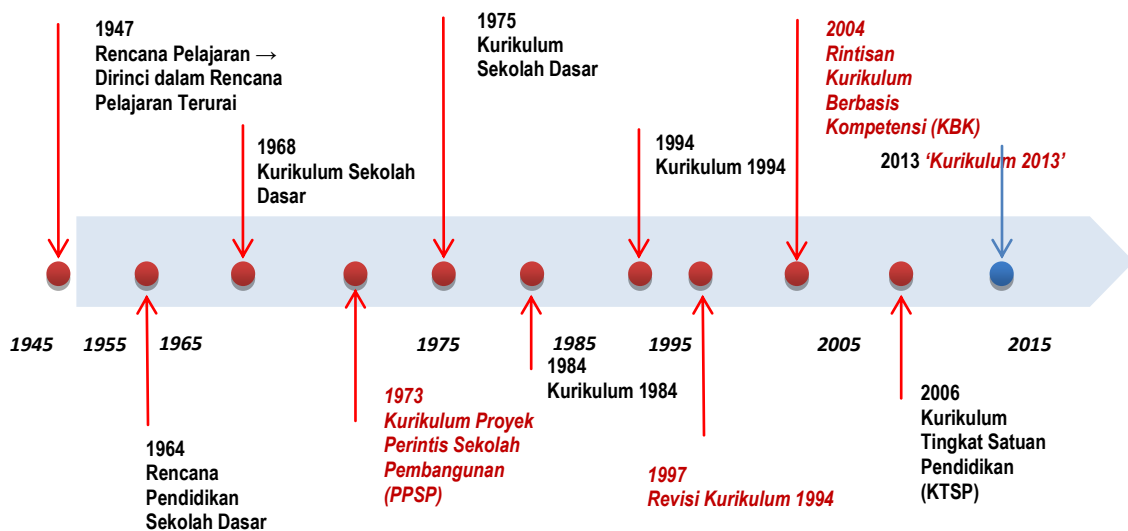 1947
Rencana Pelajaran →
Dirinci dalam Rencana
Pelajaran Terurai
1968
Kurikulum Sekolah
Dasar
1975
Kurikulum
Sekolah Dasar
1994
Kurikulum 1994
2004
Rintisan
Kurikulum
Berbasis
Kompetensi (KBK)
2013 ‘Kurikulum 2013’
1945 1955 1965 1975 1985 1995 2005 2015
1964
Rencana
Pendidikan
Sekolah Dasar
1973
Kurikulum Proyek
Perintis Sekolah
Pembangunan
(PPSP)
1984
Kurikulum 1984
1997
Revisi Kurikulum 1994
2006
Kurikulum
Tingkat Satuan
Pendidikan
(KTSP)